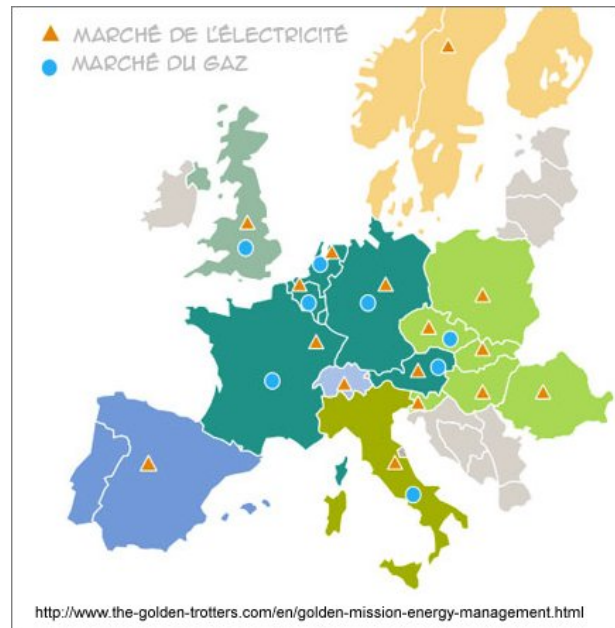 MARCHÉ DE L'ÉLECTRICITÉ
MARCHÉ DU GAZ
http://www.the-golden-trotters.com/en/golden-mission-energy-management.html